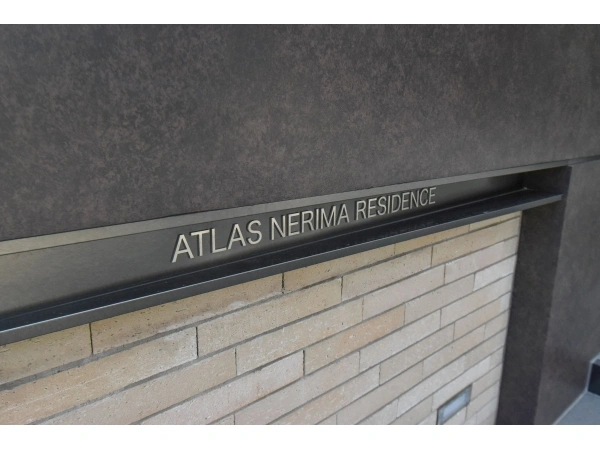 ATLAS NERIMA RESIDENCE